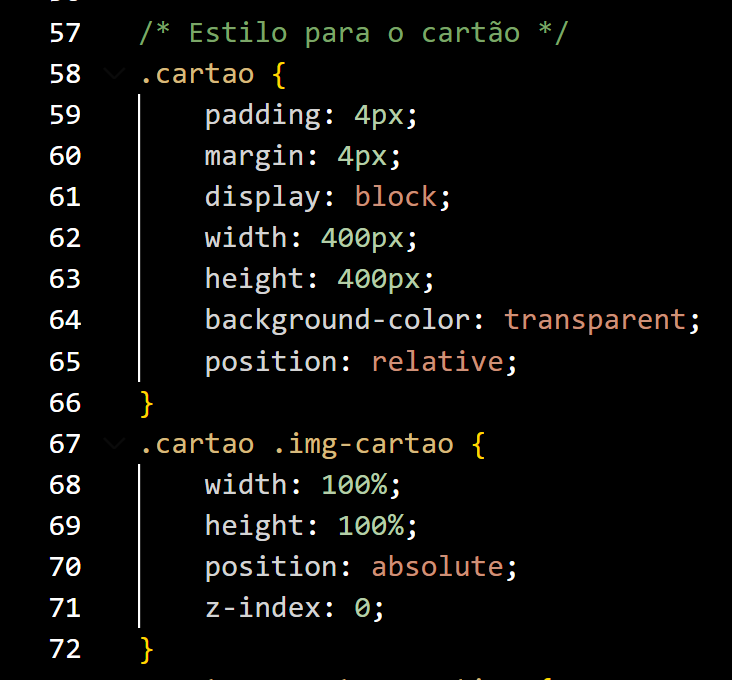 57 /* Estilo para o cartão */
58 .cartao {
59 padding: 4px;
60 margin: 4px;
61 display: block;
62 width: 400px;
63 height: 400px;
64 background-color: transparent;
65 position: relative;
66 }
67 .cartao .img-cartao {
68 width: 100%;
69 height: 100%;
70 position: absolute;
71 z-index: 0;
72 }